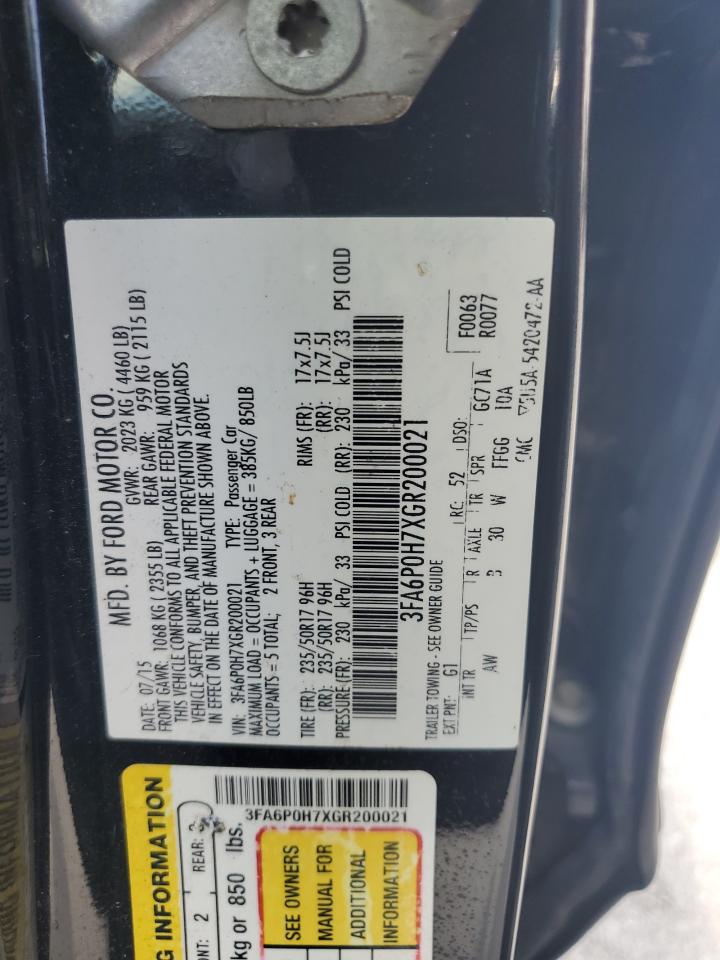 MFD. BY FORD MOTOR CO.
DATE: 07/15 GVWR: 2023 KG ( 4460 LB)
FRONT GAWR: 1068 KG ( 2355 LB) REAR GAWR: 959 KG ( 2115 LB)
THIS VEHICLE CONFORMS TO ALL APPLICABLE FEDERAL MOTOR
VEHICLE SAFETY, BUMPER, AND THEFT PREVENTION STANDARDS
IN EFFECT ON THE DATE OF MANUFACTURE SHOWN ABOVE.
VIN: 3FA6P0H7XGR200021 TYPE: Passenger Car
MAXIMUM LOAD = OCCUPANTS + LUGGAGE = 385KG/ 850LB
OCCUPANTS = 5 TOTAL; 2 FRONT, 3 REAR
TIRE (FR): 235/50R17 96H RIMS (FR): 17x7.5J
(RR): 235/50R17 96H (RR): 17x7.5J
PRESSURE(FR): 230 kPa/ 33 PSI COLD (RR): 230 kPa/ 33 PSI COLD
3FA6P0H7XGR200021
TRAILER TOWING - SEE OWNER GUIDE
EXT PNT: G1 RC: 52 DSO: F0063
R0077
INT TR TP/PS R AXLE TR SPR GC71A
AW 30 W FFGG 10A
5420472-AA
3FA6P0H7XGR200021
INFORMATION
2 REAR:
kg or 850 lbs.
SEE OWNERS
MANUAL FOR
ADDITIONAL
INFORMATION